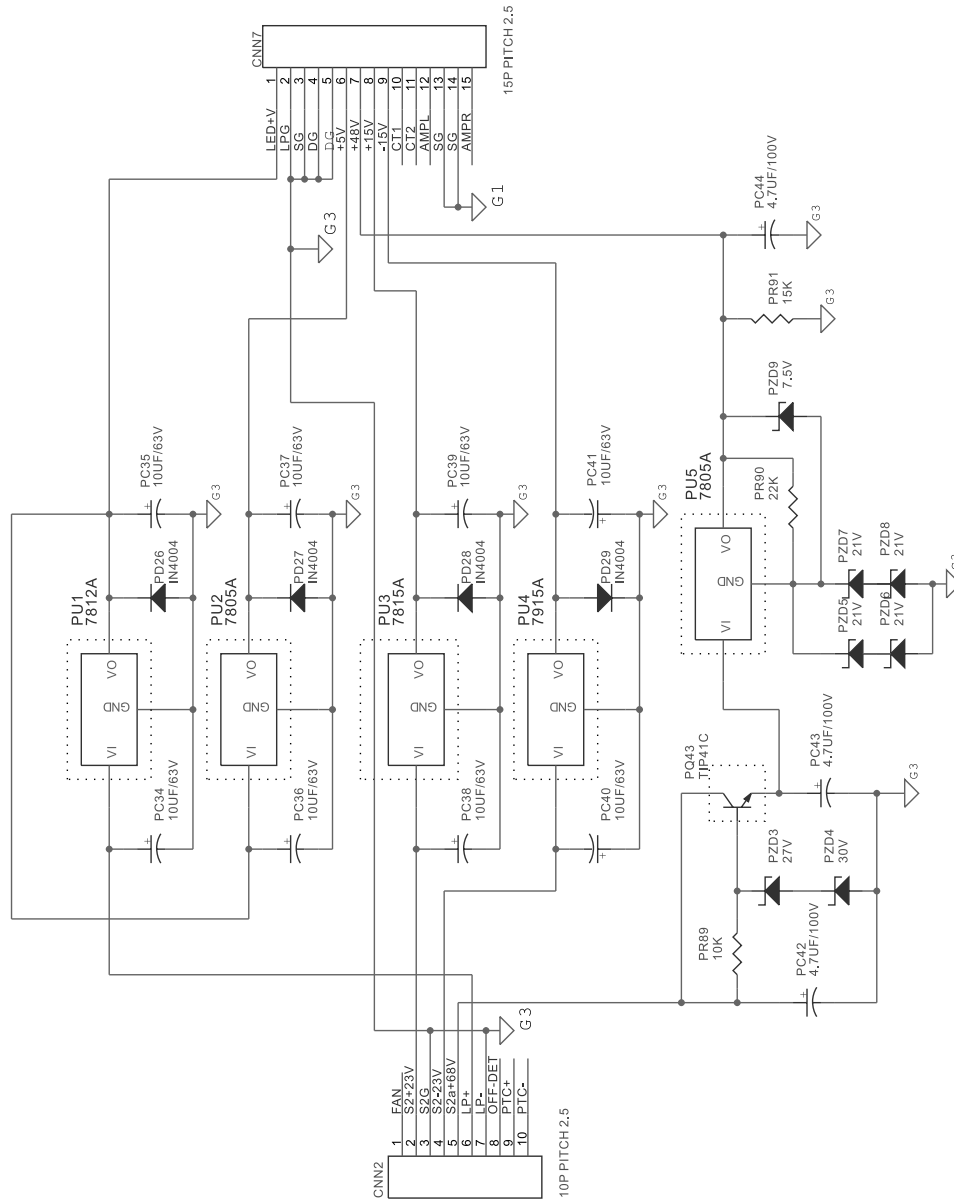 CNN7
15P PITCH 2.5
1 LED+V
2 LPG
3 SG
4 DG
5 DG
6 +5V
7 +48V
8 +15V
9 -15V
10 CT1
11 CT2
12 AMPL
13 SG
14 SG
15 AMPR
G1
G3
PC44
4.7UF/100V
G3
PR91
15K
G3
PZD9
7.5V
PC35
10UF/63V
G3
PD26
IN4004
PU1
7812A
VO
GND
VI
PC34
10UF/63V
PC37
10UF/63V
G3
PD27
IN4004
PU2
7805A
VO
GND
VI
PC36
10UF/63V
PC39
10UF/63V
G3
PD28
IN4004
PU3
7815A
VO
GND
VI
PC38
10UF/63V
PC41
10UF/63V
G3
PD29
IN4004
PU4
7915A
VO
GND
VI
PC40
10UF/63V
PU5
7805A
VO
GND
VI
PR90
22K
PZD7
21V
PZD8
21V
PZD5
21V
PZD6
21V
PQ43
TIP41C
PC43
4.7UF/100V
G3
PZD3
27V
PZD4
30V
PR89
10K
PC42
4.7UF/100V
G3
CNN2
10P PITCH 2.5
1 FAN
2 S2+23V
3 S2G
4 S2-23V
5 S2a+68V
6 LP+
7 LP-
8 OFF-DET
9 PTC+
10 PTC-